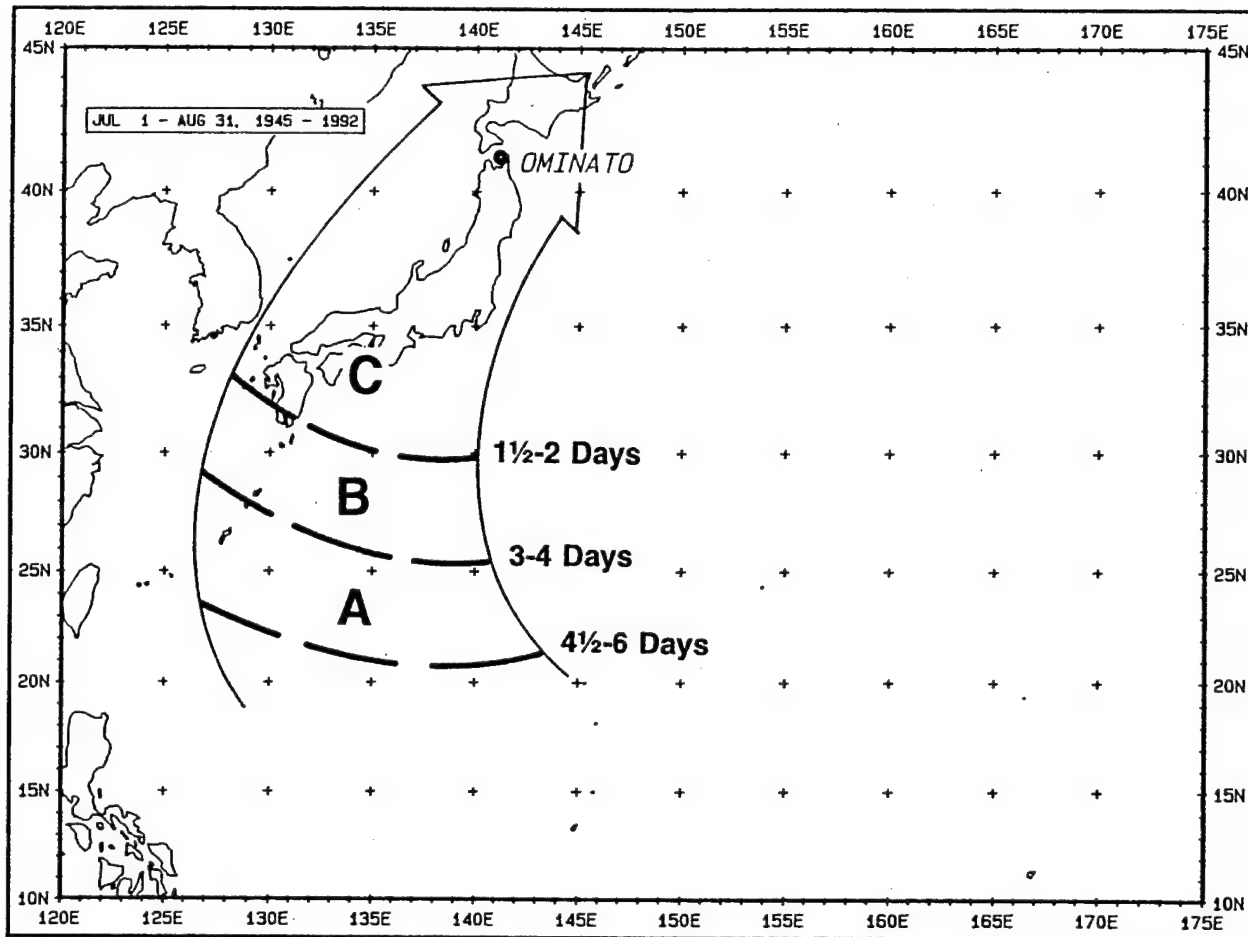 120E 125E 130E 135E 140E 145E 150E 155E 160E 165E 170E 175E
45N 45N
JUL 1 - AUG 31, 1945 - 1992
OMINATO
40N 40N
35N 35N
C
30N 1½-2 Days 30N
B
3-4 Days
25N 25N
A
4½-6 Days
20N 20N
15N 15N
10N 10N
120E 125E 130E 135E 140E 145E 150E 155E 160E 165E 170E 175E